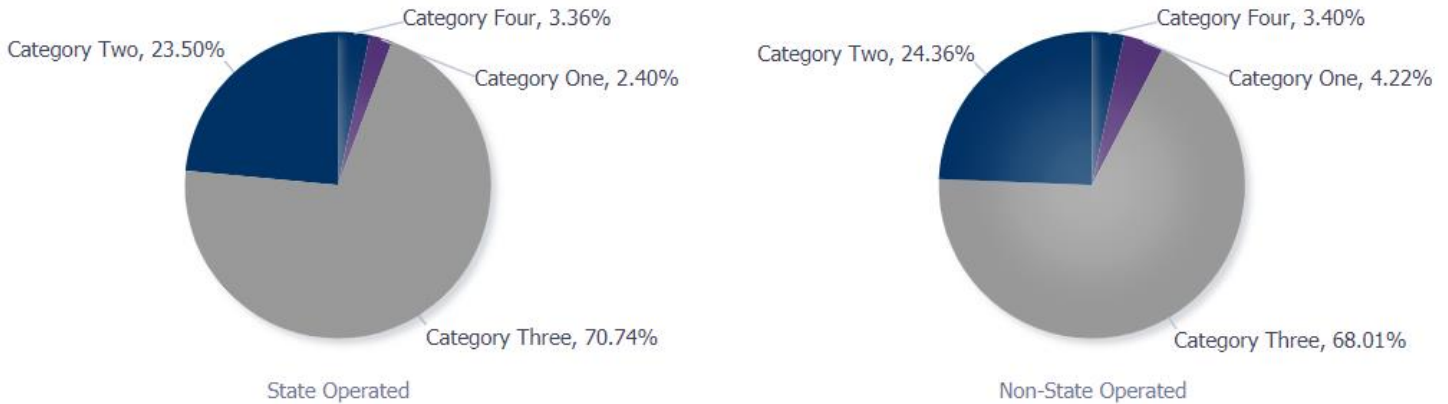 Category Four, 3.36%
Category Two, 23.50%
Category One, 2.40%
Category Three, 70.74%
State Operated
Category Four, 3.40%
Category Two, 24.36%
Category One, 4.22%
Category Three, 68.01%
Non-State Operated